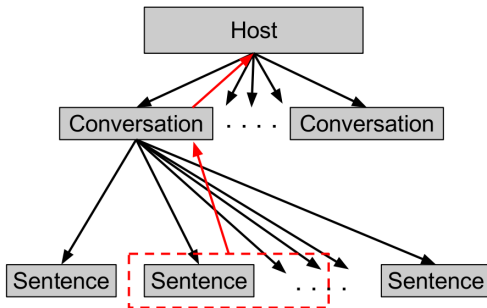 Host
Conversation . . . . Conversation
Sentence Sentence . . . . Sentence